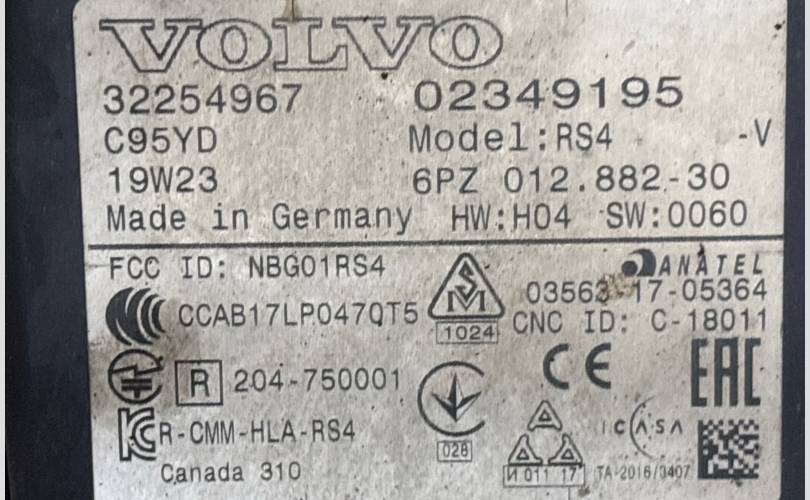 VOLVO
32254967 02349195
C95YD Model:RS4 -V
19W23 6PZ 012.882-30
Made in Germany HW:H04 SW:0060
FCC ID: NBG01RS4 ANATEL
CCAB17LP0470T5 03563-17-05364
1024 CNC ID: C-18011
R 204-750001 CE EAC
R-CMM-HLA-RS4 028 ICASA
Canada 310 И 011 17 TA-2016/3407